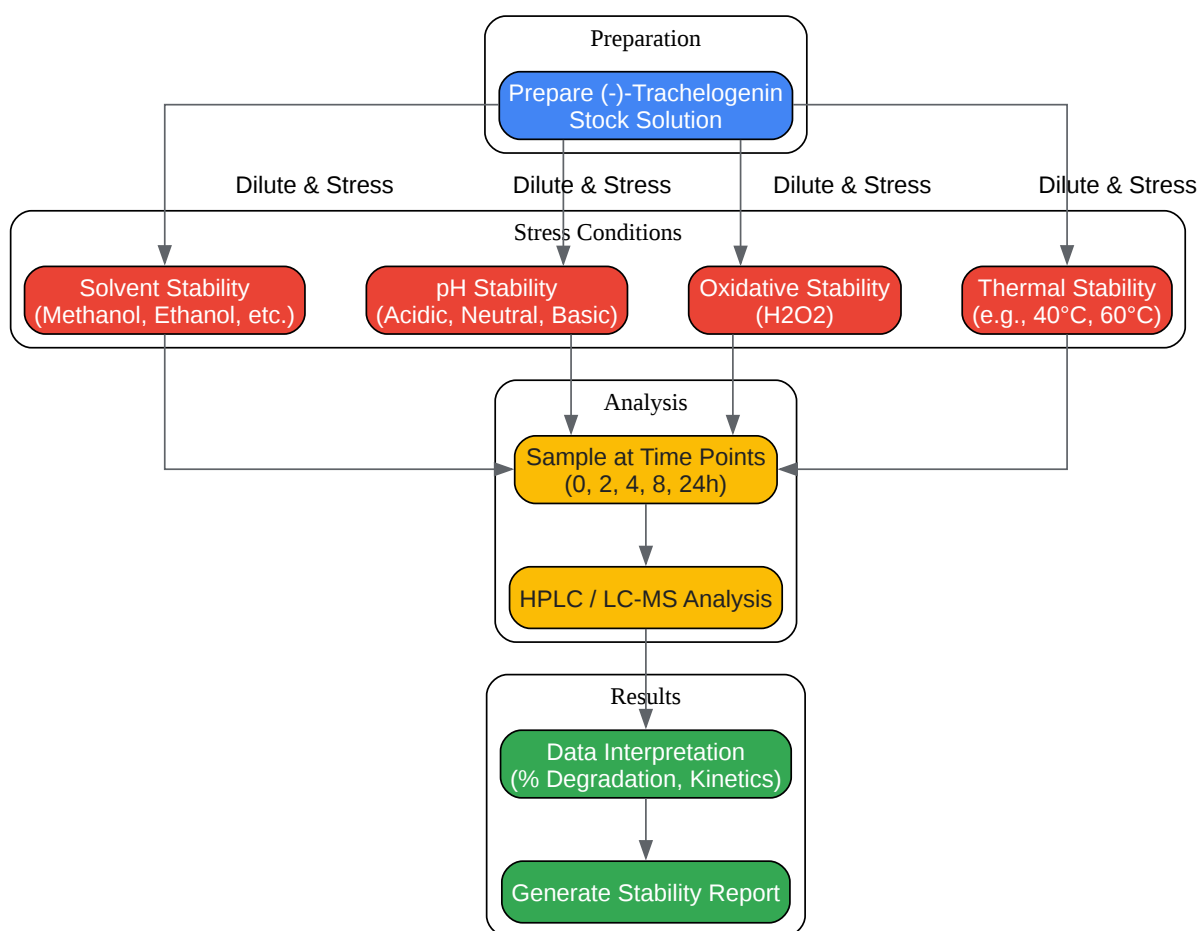 Preparation
Prepare (-)-Trachelogenin
Stock Solution
Dilute & Stress
Dilute & Stress
Dilute & Stress
Dilute & Stress
Stress Conditions
Solvent Stability
(Methanol, Ethanol, etc.)
pH Stability
(Acidic, Neutral, Basic)
Oxidative Stability
(H2O2)
Thermal Stability
(e.g., 40°C, 60°C)
Analysis
Sample at Time Points
(0, 2, 4, 8, 24h)
HPLC / LC-MS Analysis
Results
Data Interpretation
(% Degradation, Kinetics)
Generate Stability Report